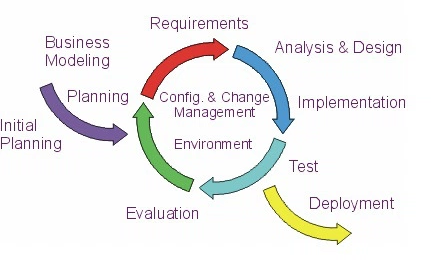 Requirements
Business
Modeling
Analysis & Design
Planning
Config. & Change
Management
Implementation
Initial
Planning
Environment
Test
Evaluation
Deployment